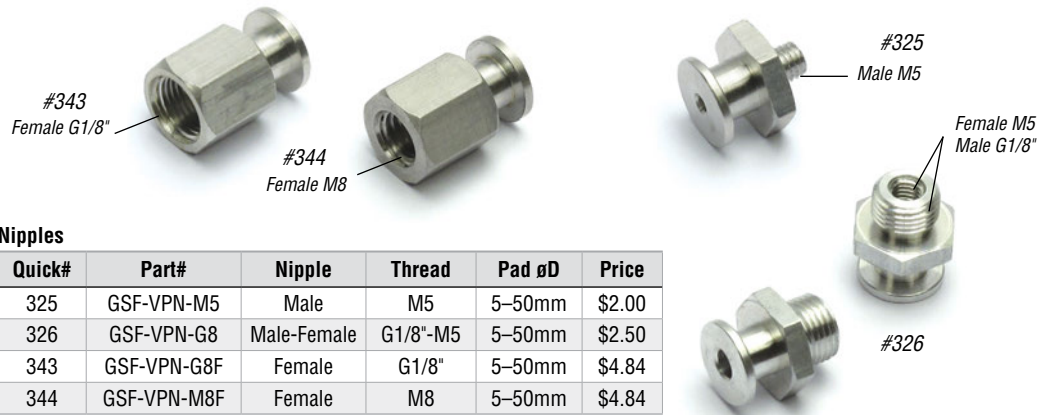 #343
Female G1/8"
#344
Female M8
#325
Male M5
Female M5
Male G1/8"
#326
Nipples
Quick# Part# Nipple Thread Pad øD Price
325 GSF-VPN-M5 Male M5 5–50mm $2.00
326 GSF-VPN-G8 Male-Female G1/8"-M5 5–50mm $2.50
343 GSF-VPN-G8F Female G1/8" 5–50mm $4.84
344 GSF-VPN-M8F Female M8 5–50mm $4.84